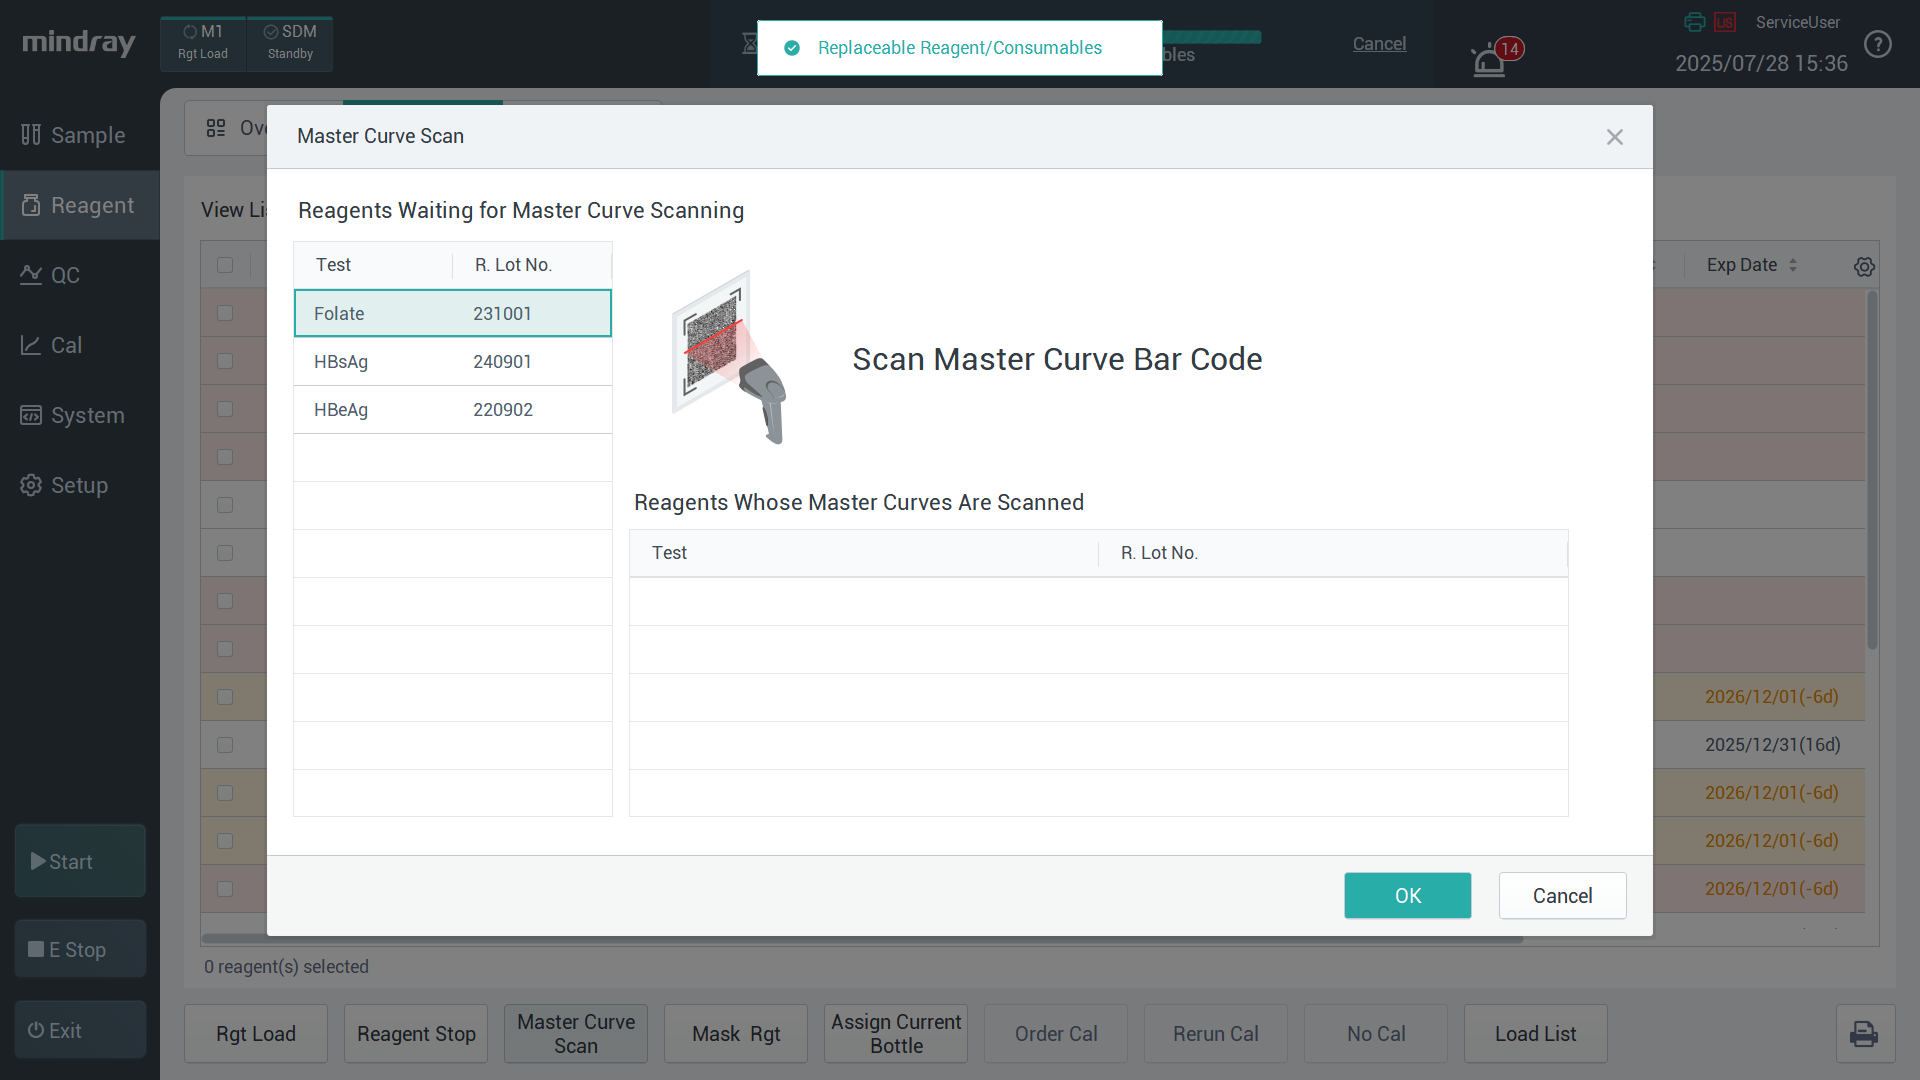 mindray
M1
Rgt Load
SDM
Standby
Replaceable Reagent/Consumables
bles
Cancel
14
LIS
ServiceUser
2025/07/28 15:36
?
Sample
Reagent
QC
Cal
System
Setup
Start
E Stop
Exit
Ove
View Li
Master Curve Scan
Reagents Waiting for Master Curve Scanning
Test R. Lot No.
Folate 231001
HBsAg 240901
HBeAg 220902
Scan Master Curve Bar Code
Reagents Whose Master Curves Are Scanned
Test R. Lot No.
OK
Cancel
Exp Date
2026/12/01(-6d)
2025/12/31(16d)
2026/12/01(-6d)
2026/12/01(-6d)
2026/12/01(-6d)
0 reagent(s) selected
Rgt Load
Reagent Stop
Master Curve
Scan
Mask Rgt
Assign Current
Bottle
Order Cal
Rerun Cal
No Cal
Load List